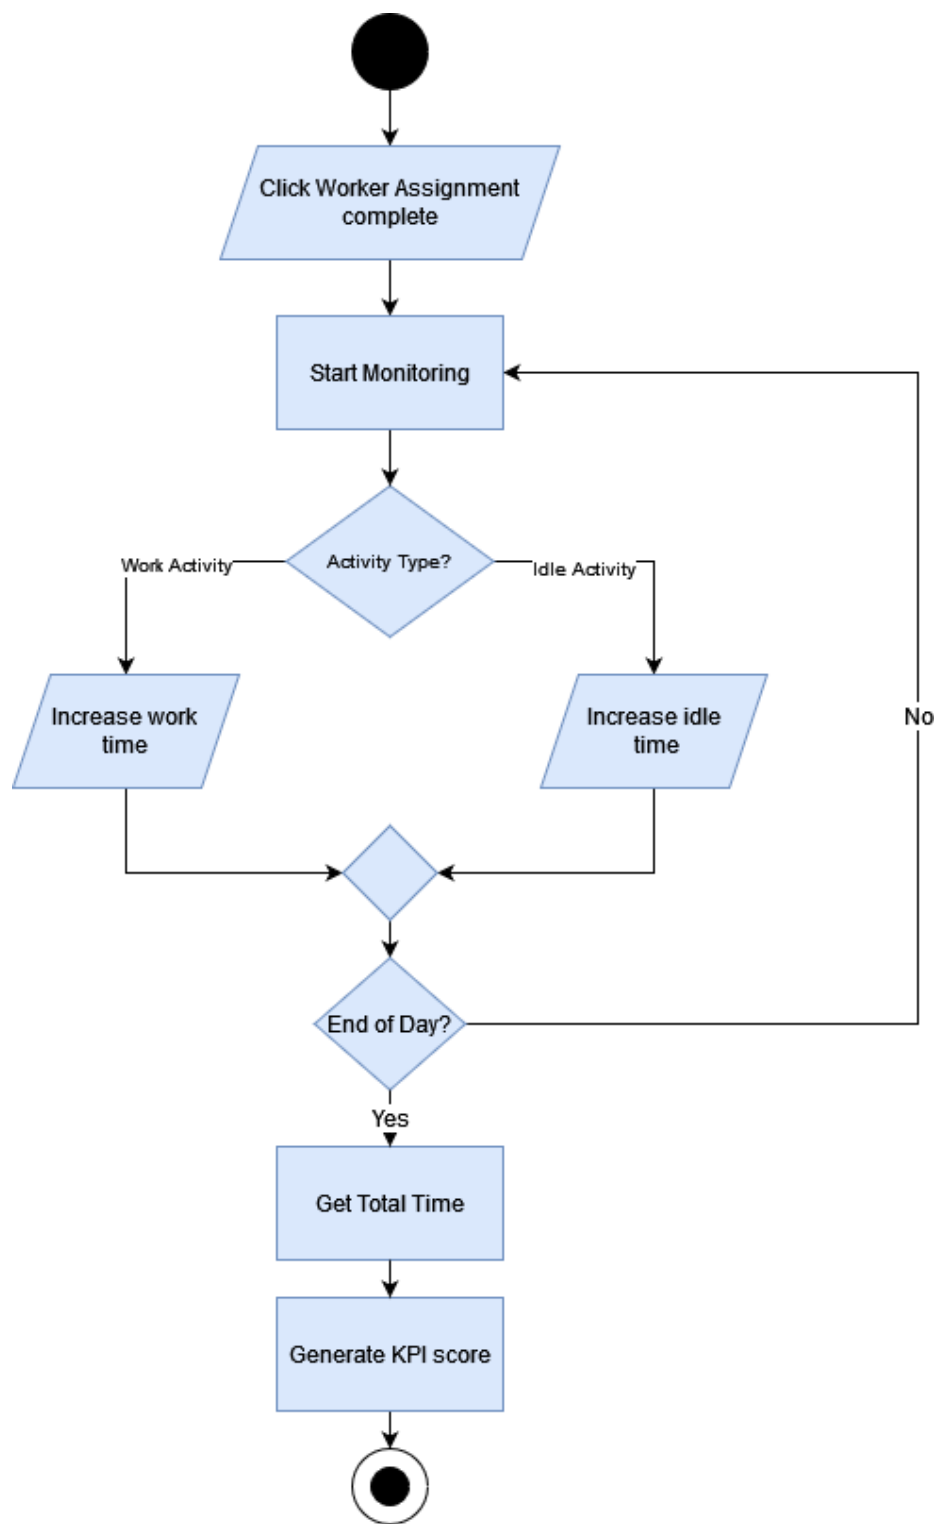 Click Worker Assignment
complete
Start Monitoring
Activity Type?
Work Activity
Idle Activity
Increase work
time
Increase idle
time
No
End of Day?
Yes
Get Total Time
Generate KPI score